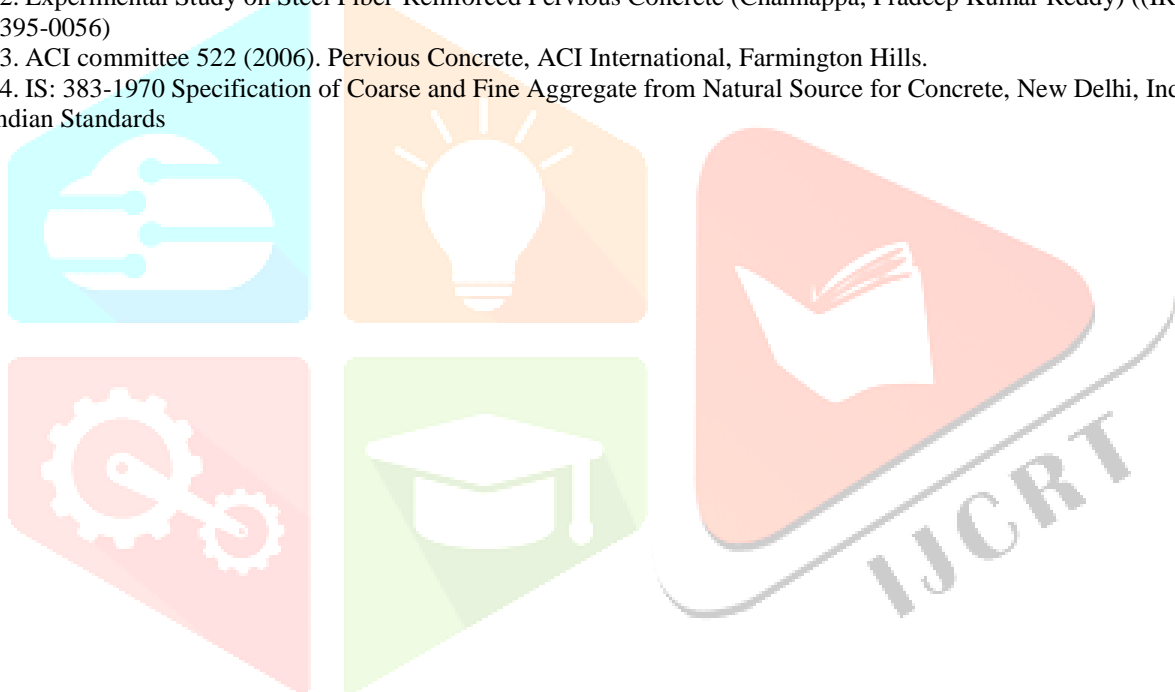 2. Experimental Study on Steel Fiber Reinforced Pervious Concrete (Channappa, Pradeep Kumar Reddy) ((IR
395-0056)
3. ACI committee 522 (2006). Pervious Concrete, ACI International, Farmington Hills.
4. IS: 383-1970 Specification of Coarse and Fine Aggregate from Natural Source for Concrete, New Delhi, Ind
ndian Standards
IJCRT